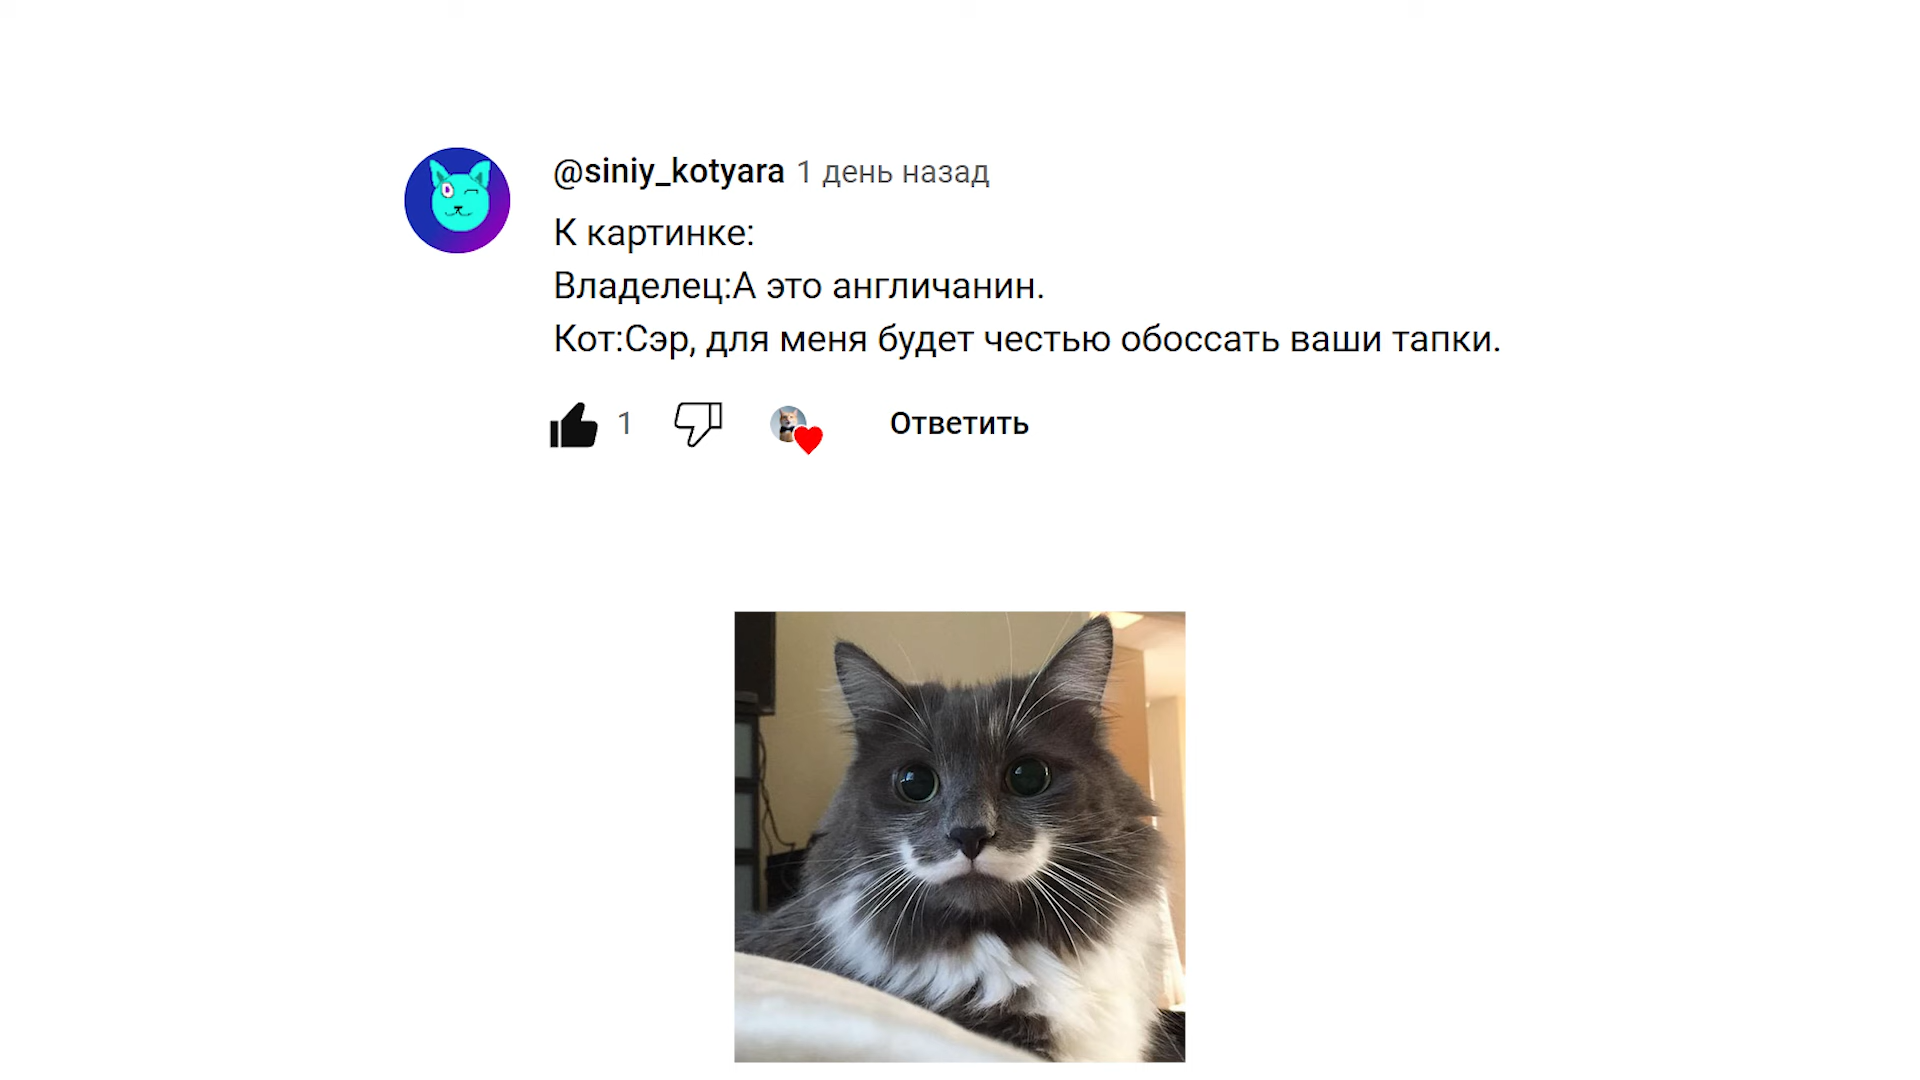 @siniy_kotyara 1 день назад
К картинке:
Владелец:А это англичанин.
Кот:Сэр, для меня будет честью обоссать ваши тапки.
1 Ответить